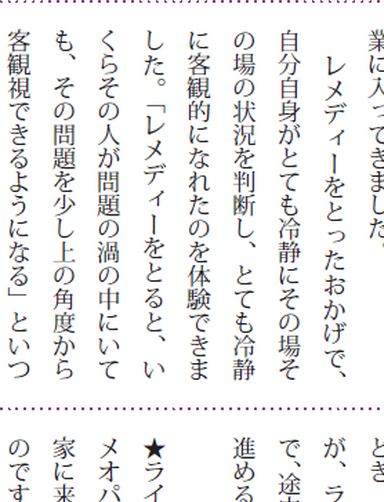 業に入ってきました。
　レメディーをとったおかげで、
自分自身がとても冷静にその場そ
の場の状況を判断し、とても冷静
に客観的になれたのを体験できま
した。「レメディーをとると、い
くらその人が問題の渦の中にいて
も、その問題を少し上の角度から
客観視できるようになる」といつ
とき
が、ラ
で、途
進める
★ライ
メオパ
家に来
のです